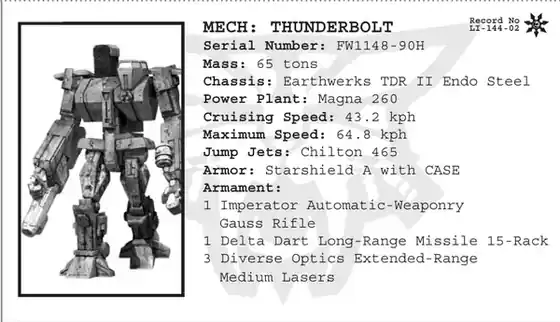 MECH: THUNDERBOLT
Record No
LI-144-02
Serial Number: FW1148-90H
Mass: 65 tons
Chassis: Earthwerks TDR II Endo Steel
Power Plant: Magna 260
Cruising Speed: 43.2 kph
Maximum Speed: 64.8 kph
Jump Jets: Chilton 465
Armor: Starshield A with CASE
Armament:
1 Imperator Automatic-Weaponry
Gauss Rifle
1 Delta Dart Long-Range Missile 15-Rack
3 Diverse Optics Extended-Range
Medium Lasers